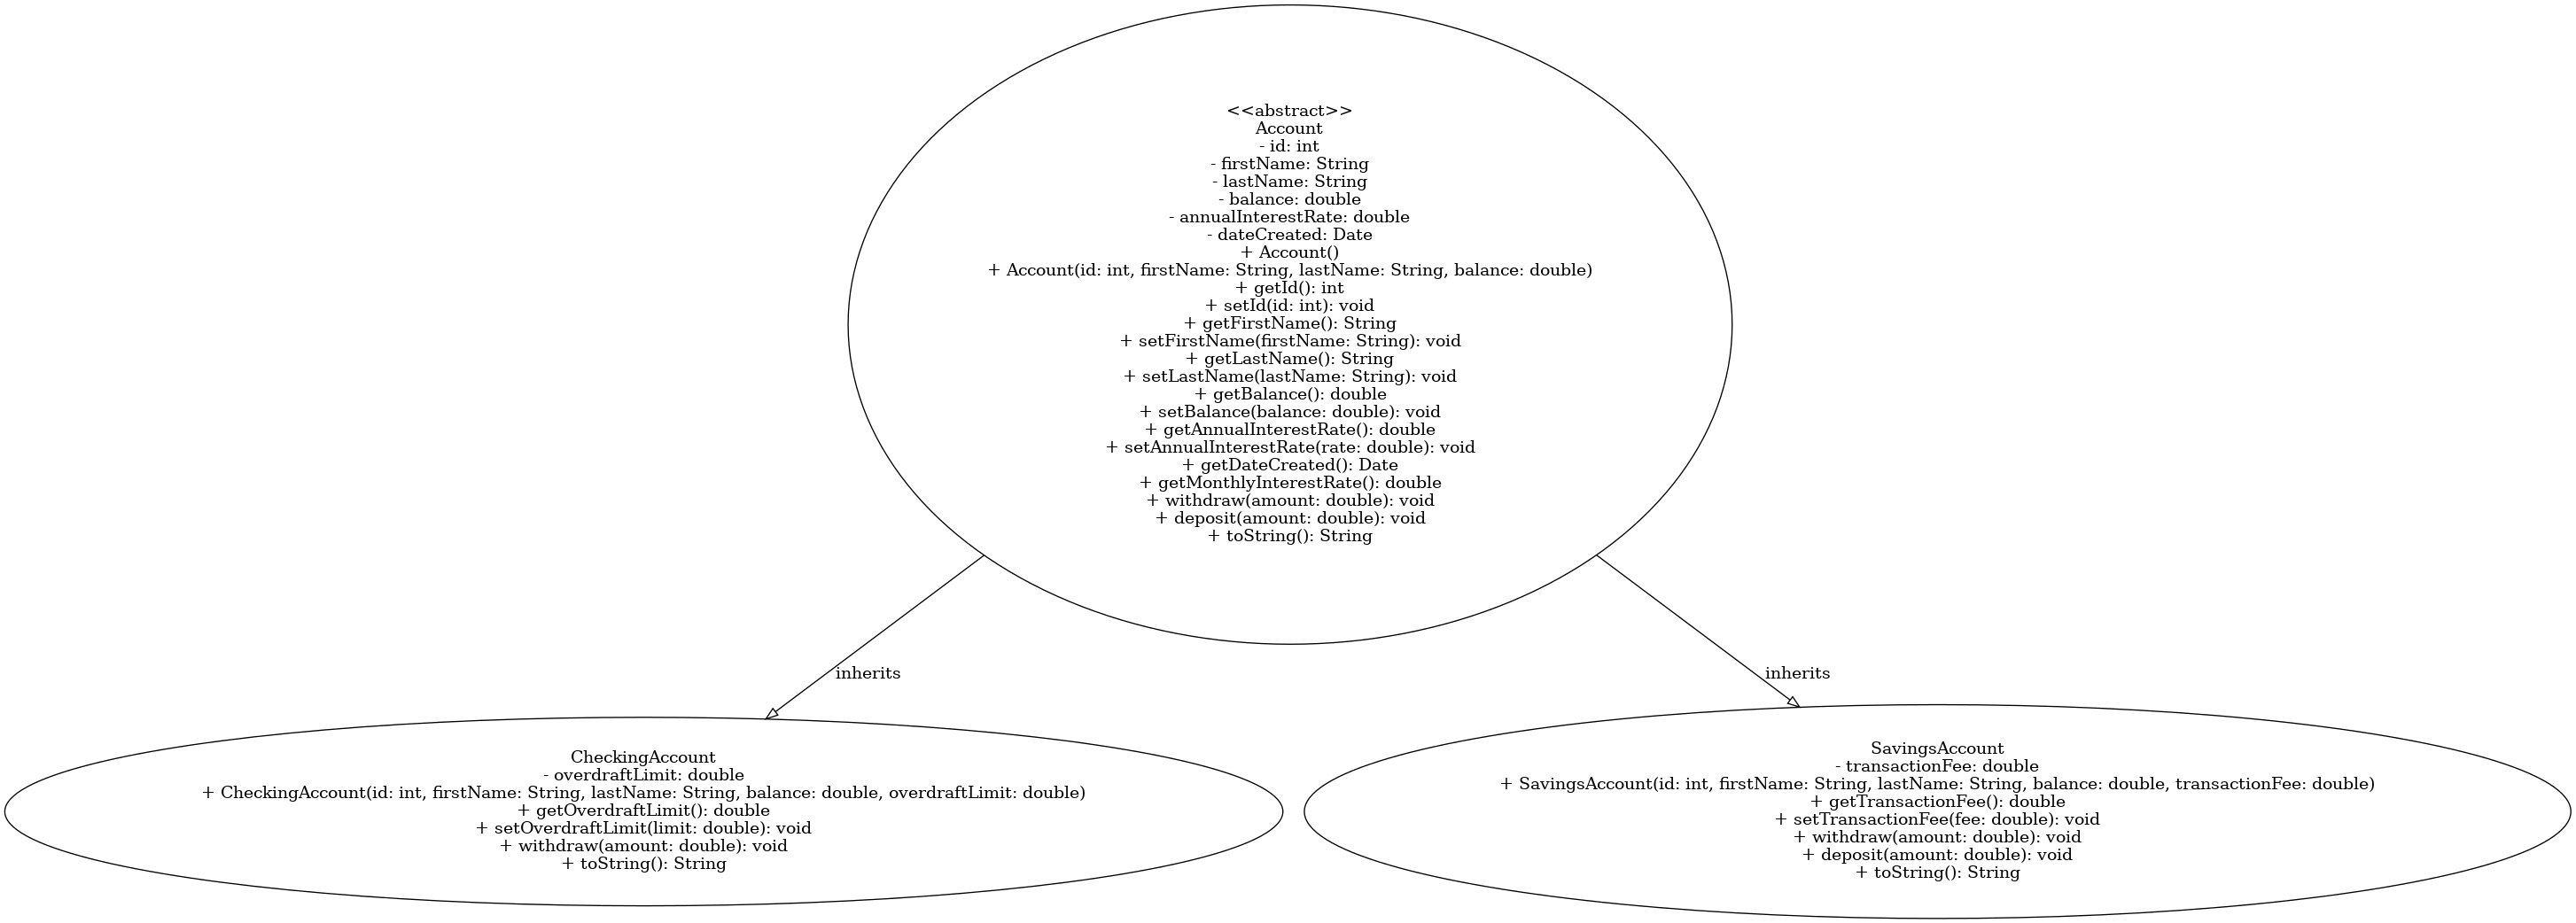 <<abstract>>
Account
- id: int
- firstName: String
- lastName: String
- balance: double
- annualInterestRate: double
- dateCreated: Date
+ Account()
+ Account(id: int, firstName: String, lastName: String, balance: double)
+ getId(): int
+ setId(id: int): void
+ getFirstName(): String
+ setFirstName(firstName: String): void
+ getLastName(): String
+ setLastName(lastName: String): void
+ getBalance(): double
+ setBalance(balance: double): void
+ getAnnualInterestRate(): double
+ setAnnualInterestRate(rate: double): void
+ getDateCreated(): Date
+ getMonthlyInterestRate(): double
+ withdraw(amount: double): void
+ deposit(amount: double): void
+ toString(): String
inherits
inherits
CheckingAccount
- overdraftLimit: double
+ CheckingAccount(id: int, firstName: String, lastName: String, balance: double, overdraftLimit: double)
+ getOverdraftLimit(): double
+ setOverdraftLimit(limit: double): void
+ withdraw(amount: double): void
+ toString(): String
SavingsAccount
- transactionFee: double
+ SavingsAccount(id: int, firstName: String, lastName: String, balance: double, transactionFee: double)
+ getTransactionFee(): double
+ setTransactionFee(fee: double): void
+ withdraw(amount: double): void
+ deposit(amount: double): void
+ toString(): String